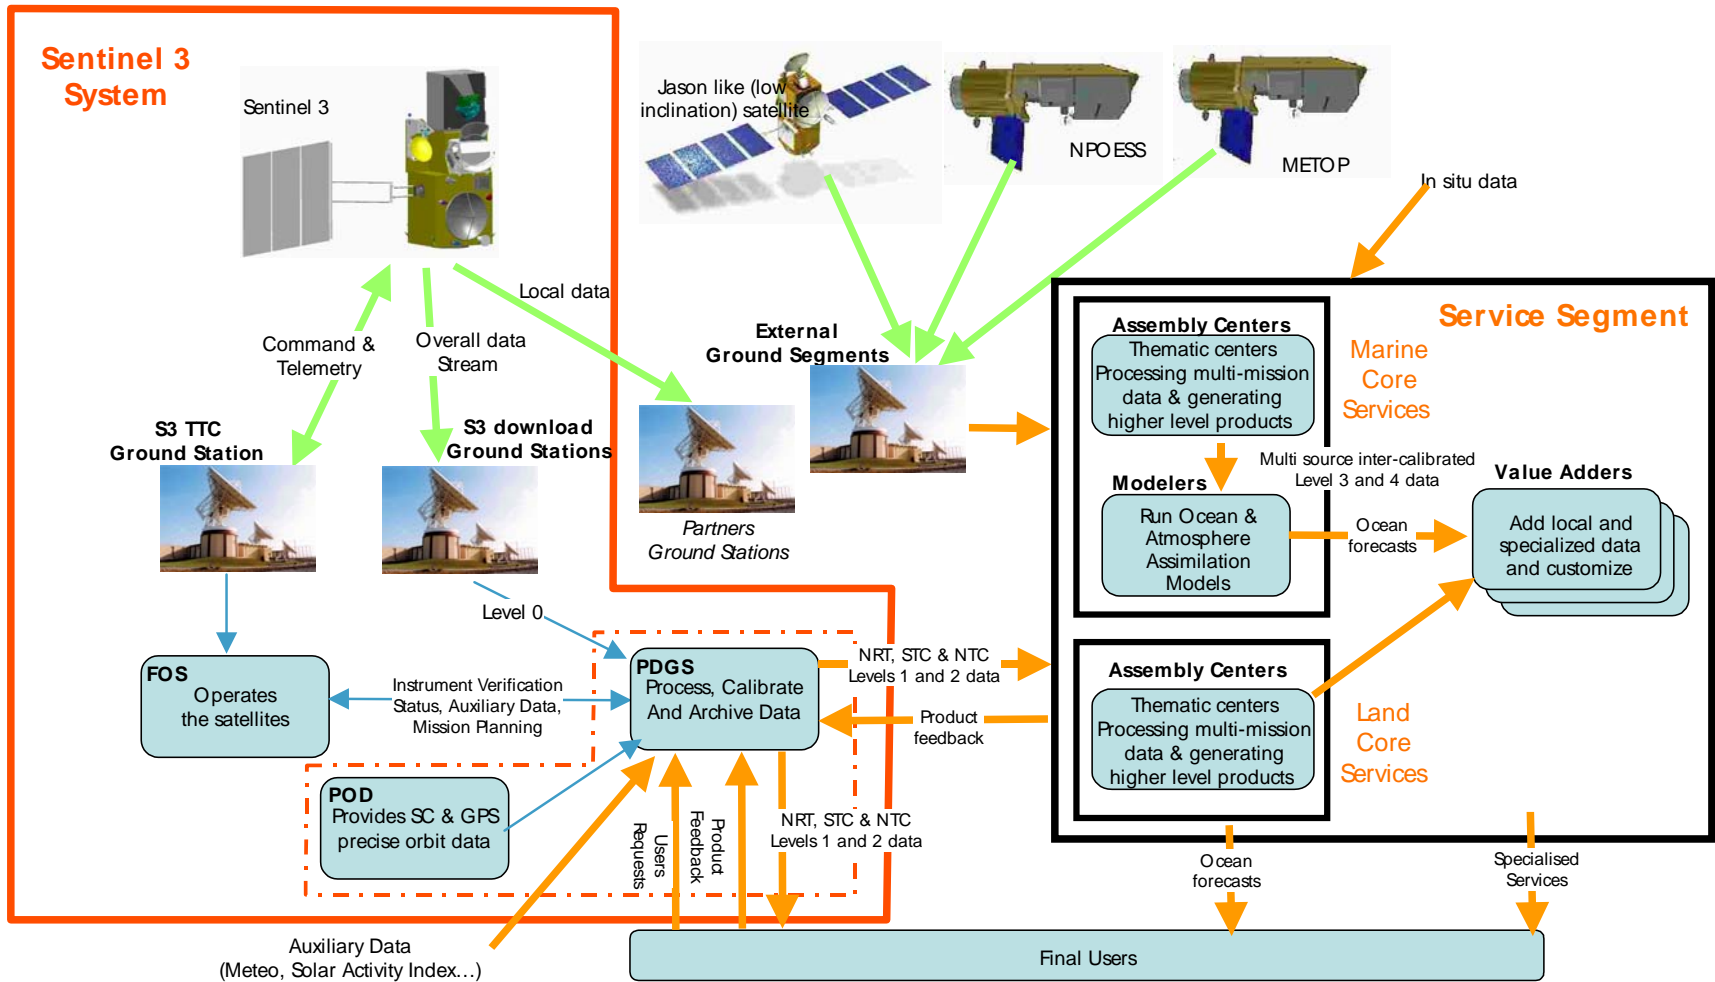 Sentinel 3
System
Sentinel 3
Jason like (low
inclination) satellite
NPOESS
METOP
In situ data
Local data
Command &
Telemetry
Overall data
Stream
External
Ground Segments
S3 TTC
Ground Station
S3 download
Ground Stations
Partners
Ground Stations
Service Segment
Assembly Centers
Thematic centers
Processing multi-mission
data & generating
higher level products
Marine
Core
Services
Multi source inter-calibrated
Level 3 and 4 data
Modelers
Run Ocean &
Atmosphere
Assimilation
Models
Ocean
forecasts
Value Adders
Add local and
specialized data
and customize
Level 0
FOS
Operates
the satellites
Instrument Verification
Status, Auxiliary Data,
Mission Planning
PDGS
Process, Calibrate
And Archive Data
NRT, STC & NTC
Levels 1 and 2 data
Product
feedback
Assembly Centers
Thematic centers
Processing multi-mission
data & generating
higher level products
Land
Core
Services
POD
Provides SC & GPS
precise orbit data
Users
Requests
Product
Feedback
NRT, STC & NTC
Levels 1 and 2 data
Ocean
forecasts
Specialised
Services
Auxiliary Data
(Meteo, Solar Activity Index…)
Final Users